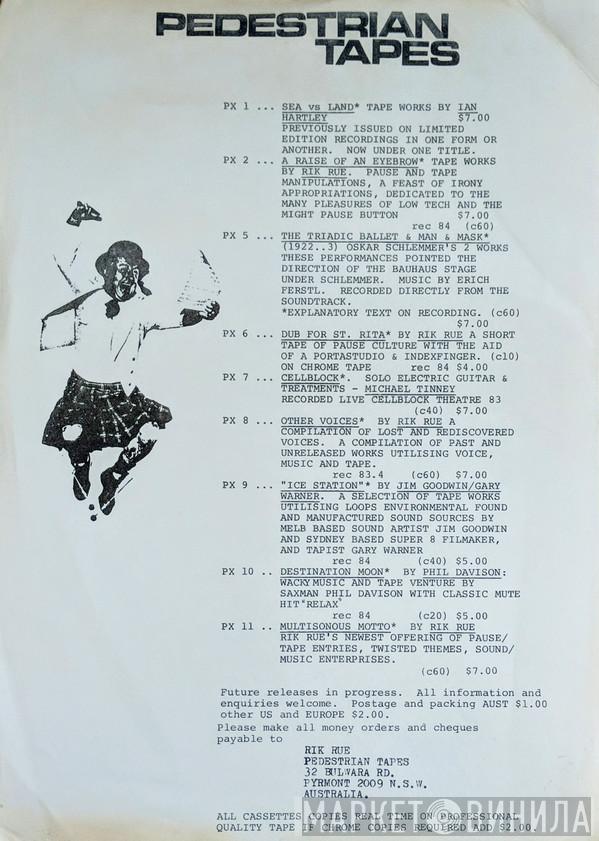 PEDESTRIAN
TAPES
PX 1 ... SEA vs LAND* TAPE WORKS BY IAN
HARTLEY $7.00
PREVIOUSLY ISSUED ON LIMITED
EDITION RECORDINGS IN ONE FORM OR
ANOTHER. NOW UNDER ONE TITLE.
PX 2 ... A RAISE OF AN EYEBROW* TAPE WORKS
BY RIK RUE. PAUSE AND TAPE
MANIPULATIONS, A FEAST OF IRONY
APPROPRIATIONS, DEDICATED TO THE
MANY PLEASURES OF LOW TECH AND THE
MIGHT PAUSE BUTTON $7.00
rec 84 (c60)
PX 5 ... THE TRIADIC BALLET & MAN & MASK*
(1922..3) OSKAR SCHLEMMER'S 2 WORKS
THESE PERFORMANCES POINTED THE
DIRECTION OF THE BAUHAUS STAGE
UNDER SCHLEMMER. MUSIC BY ERICH
FERSTL. RECORDED DIRECTLY FROM THE
SOUNDTRACK.
*EXPLANATORY TEXT ON RECORDING. (c60)
$7.00
PX 6 ... DUB FOR ST. RITA* BY RIK RUE A SHORT
TAPE OF PAUSE CULTURE WITH THE AID
OF A PORTASTUDIO & INDEXFINGER. (c10)
ON CHROME TAPE rec 84 $4.00
PX 7 ... CELLBLOCK*. SOLO ELECTRIC GUITAR &
TREATMENTS - MICHAEL TINNEY
RECORDED LIVE CELLBLOCK THEATRE 83
(c40) $7.00
PX 8 ... OTHER VOICES* BY RIK RUE A
COMPILATION OF LOST AND REDISCOVERED
VOICES. A COMPILATION OF PAST AND
UNRELEASED WORKS UTILISING VOICE,
MUSIC AND TAPE.
rec 83.4 (c60) $7.00
PX 9 ... "ICE STATION"* BY JIM GOODWIN/GARY
WARNER. A SELECTION OF TAPE WORKS
UTILISING LOOPS ENVIRONMENTAL FOUND
AND MANUFACTURED SOUND SOURCES BY
MELB BASED SOUND ARTIST JIM GOODWIN
AND SYDNEY BASED SUPER 8 FILMAKER,
AND TAPIST GARY WARNER
rec 84 (c40) $5.00
PX 10 .. DESTINATION MOON* BY PHIL DAVISON:
WACKY MUSIC AND TAPE VENTURE BY
SAXMAN PHIL DAVISON WITH CLASSIC MUTE
HIT "RELAX"
rec 84 (c20) $5.00
PX 11 .. MULTISONOUS MOTTO* BY RIK RUE
RIK RUE'S NEWEST OFFERING OF PAUSE/
TAPE ENTRIES, TWISTED THEMES, SOUND/
MUSIC ENTERPRISES.
(c60) $7.00
Future releases in progress. All information and
enquiries welcome. Postage and packing AUST $1.00
other US and EUROPE $2.00.
Please make all money orders and cheques
payable to
RIK RUE
PEDESTRIAN TAPES
32 BULWARA RD.
PYRMONT 2009 N.S.W.
AUSTRALIA.
ALL CASSETTES COPIES REAL TIME ON PROFESSIONAL
QUALITY TAPE IF CHROME COPIES REQUIRED ADD $2.00.
МАРКЕТ ВИНИЛА